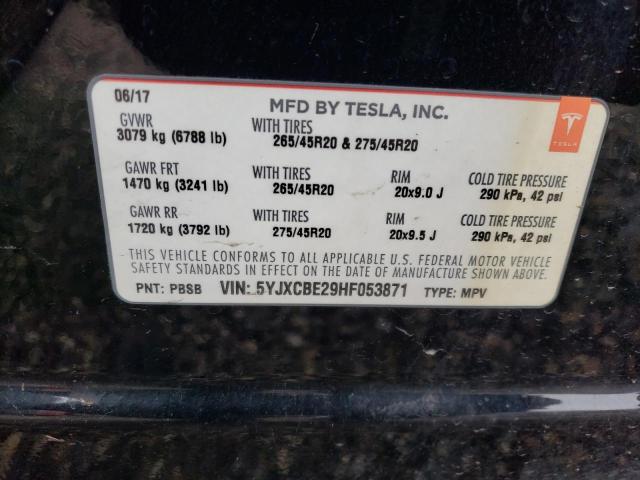 06/17
MFD BY TESLA, INC.
TESLA
GVWR WITH TIRES
3079 kg (6788 lb) 265/45R20 & 275/45R20
GAWR FRT WITH TIRES RIM COLD TIRE PRESSURE
1470 kg (3241 lb) 265/45R20 20x9.0 J 290 kPa, 42 psi
GAWR RR WITH TIRES RIM COLD TIRE PRESSURE
1720 kg (3792 lb) 275/45R20 20x9.5 J 290 kPa, 42 psi
THIS VEHICLE CONFORMS TO ALL APPLICABLE U.S. FEDERAL MOTOR VEHICLE
SAFETY STANDARDS IN EFFECT ON THE DATE OF MANUFACTURE SHOWN ABOVE.
PNT: PBSB VIN: 5YJXCBE29HF053871 TYPE: MPV